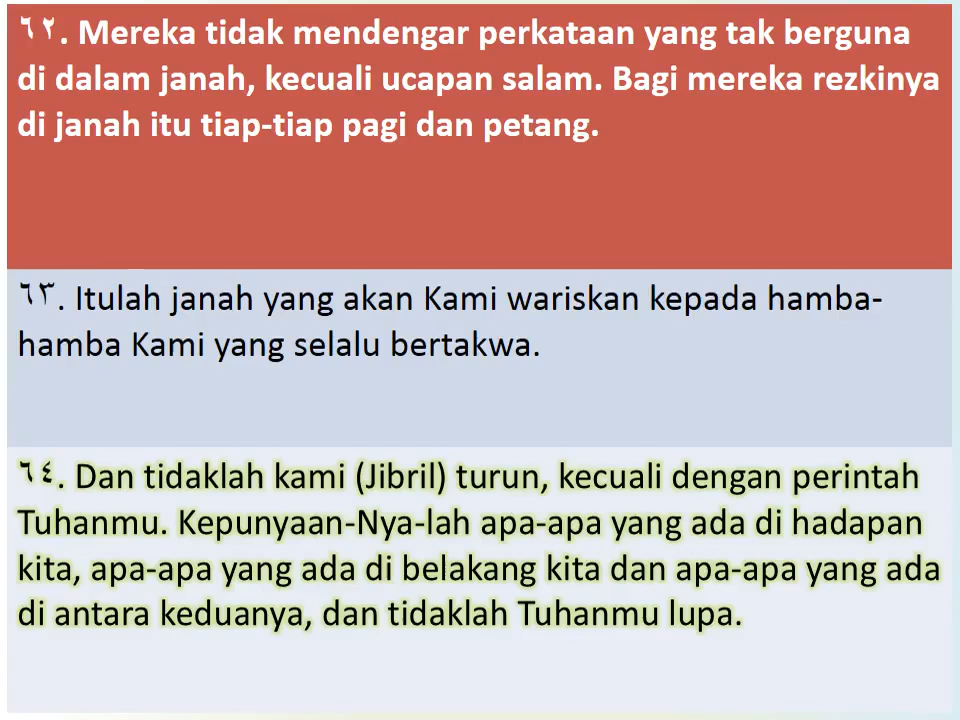 ٦٢. Mereka tidak mendengar perkataan yang tak berguna
di dalam janah, kecuali ucapan salam. Bagi mereka rezkinya
di janah itu tiap-tiap pagi dan petang.
٦٣. Itulah janah yang akan Kami wariskan kepada hamba-
hamba Kami yang selalu bertakwa.
٦٤. Dan tidaklah kami (Jibril) turun, kecuali dengan perintah
Tuhanmu. Kepunyaan-Nya-lah apa-apa yang ada di hadapan
kita, apa-apa yang ada di belakang kita dan apa-apa yang ada
di antara keduanya, dan tidaklah Tuhanmu lupa.